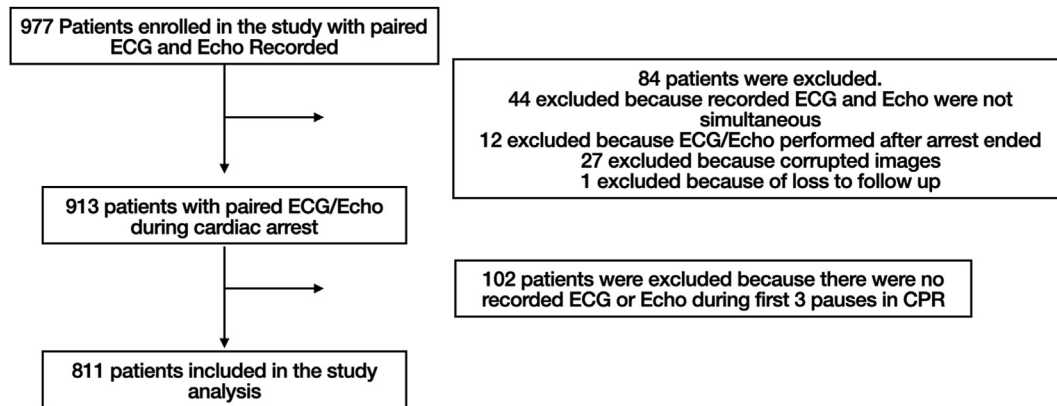 977 Patients enrolled in the study with paired
ECG and Echo Recorded
84 patients were excluded.
44 excluded because recorded ECG and Echo were not
simultaneous
12 excluded because ECG/Echo performed after arrest ended
27 excluded because corrupted images
1 excluded because of loss to follow up
913 patients with paired ECG/Echo
during cardiac arrest
102 patients were excluded because there were no
recorded ECG or Echo during first 3 pauses in CPR
811 patients included in the study
analysis